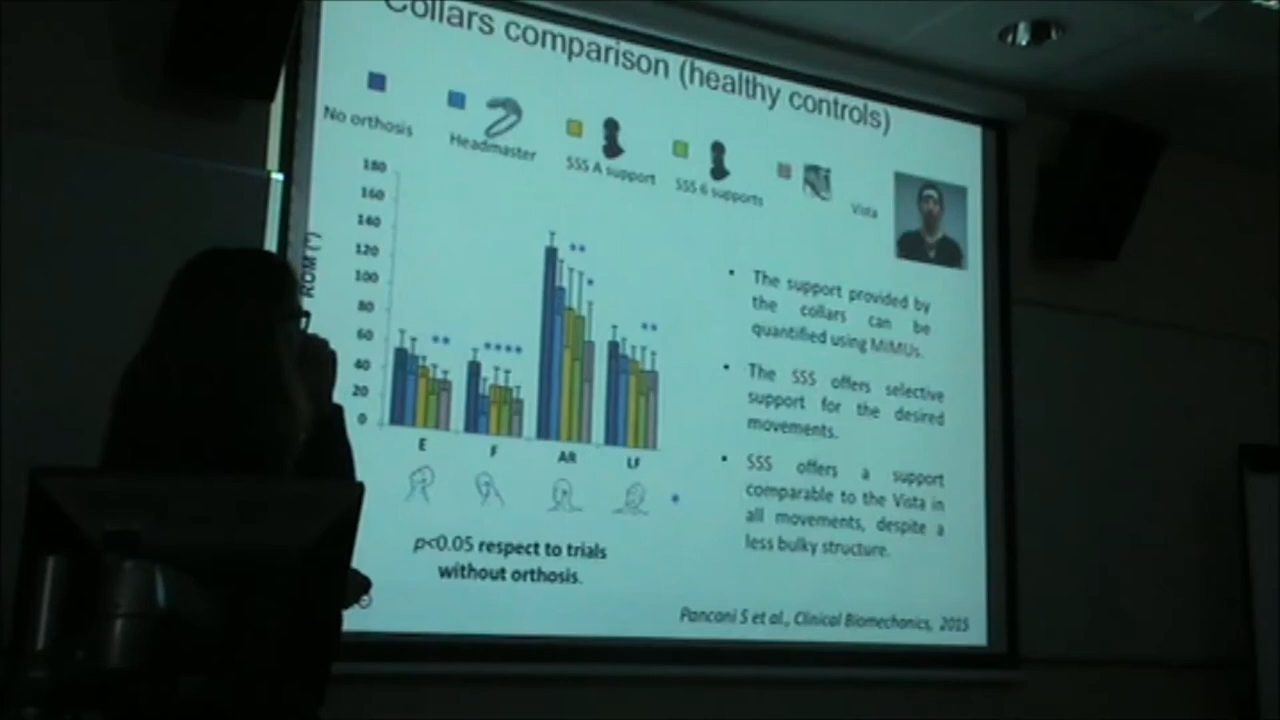 Collars comparison (healthy controls)
No orthosis
Headmaster
SSS A support
SSS 6 supports
Vista
ROM (°)
180
160
140
120
100
80
60
40
20
0
**
****
**
*
**
E
F
AR
LF
*
p<0.05 respect to trials
without orthosis.
• The support provided by
the collars can be
quantified using MIMUs.
• The SSS offers selective
support for the desired
movements.
• SSS offers a support
comparable to the Vista in
all movements, despite a
less bulky structure.
Pancani S et al., Clinical Biomechanics, 2015